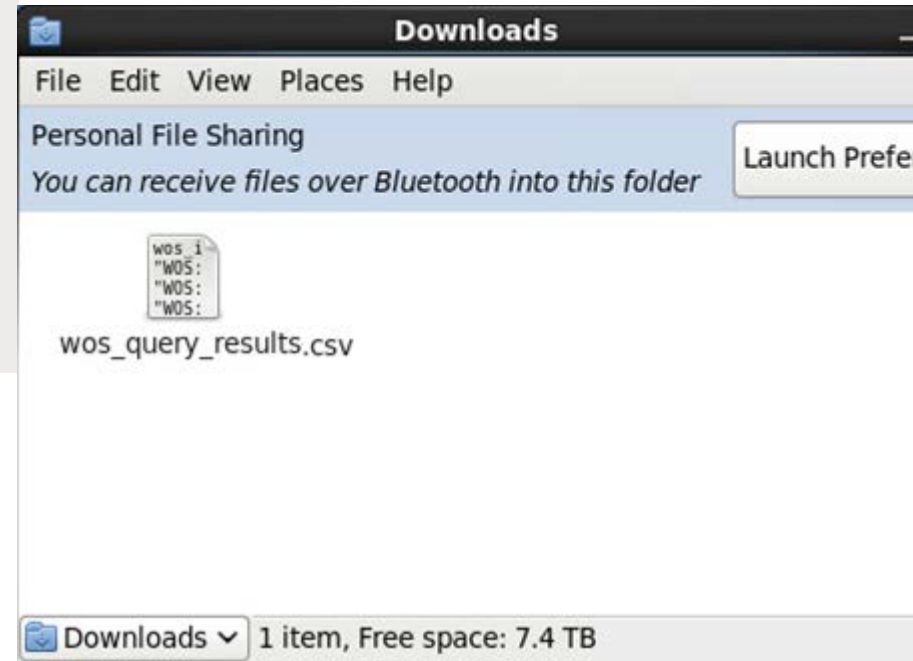 Downloads
File Edit View Places Help
Personal File Sharing
You can receive files over Bluetooth into this folder
Launch Prefe
wos_i
"WOS:
"WOS:
"WOS:
wos_query_results.csv
Downloads 1 item, Free space: 7.4 TB